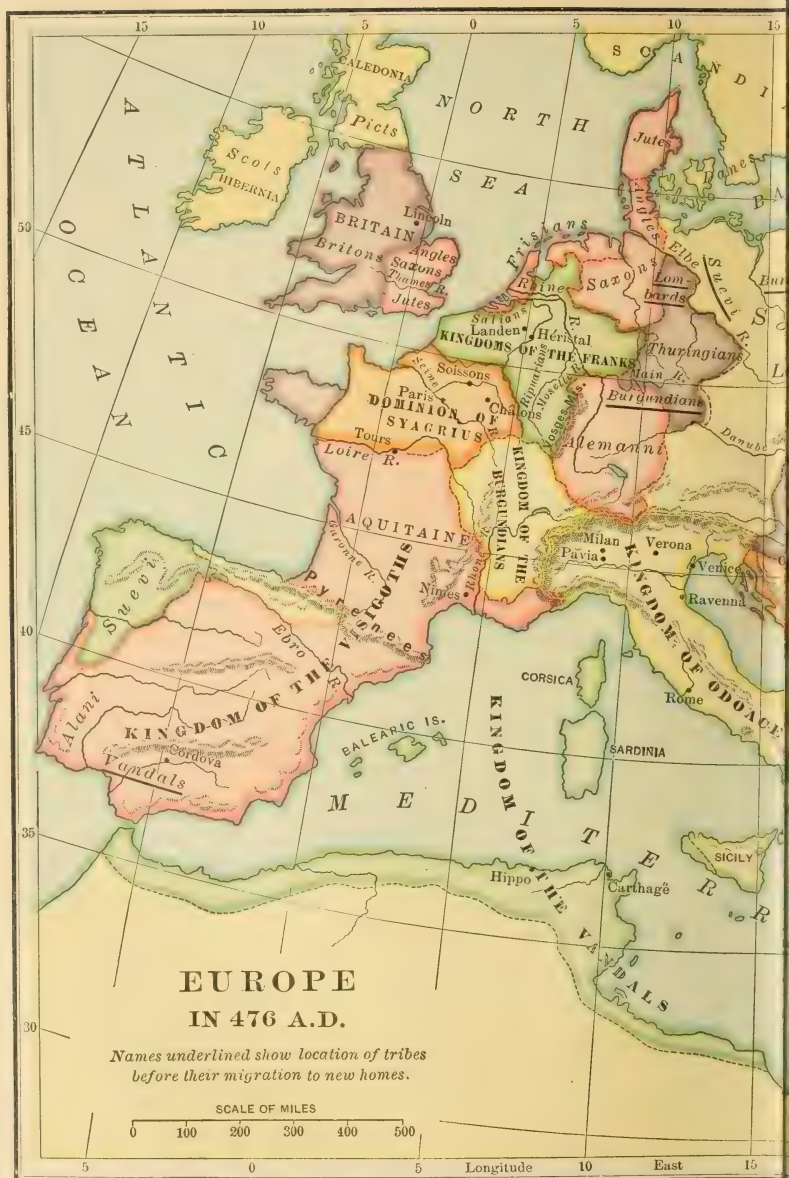 15 10 5 0 5 10 15
ATLANTIC
OCEAN
NORTH
SEA
CALEDONIA
Picts
Scots
HIBERNIA
BRITAIN
Lincoln
Britons
Angles
Saxons
Thames R.
Jutes
Jutes
Danes
Angles
Frisians
Saxons
Elbe
R.
Suevi
Lom-
bards
Rhine
R.
Salians
Landen
Héristal
KINGDOMS OF THE FRANKS
Ripuarians
Moselle R.
Vosges Mts.
Thuringians
Main R.
Burgundians
Alemanni
Danube
Seine
R.
Soissons
Paris
Châlons
DOMINION OF
SYAGRIUS
Tours
Loire R.
KINGDOM OF THE
BURGUNDIANS
AQUITAINE
Garonne R.
Nîmes
Pyrenees
Milan
Pavia
Verona
Venice
Ravenna
KINGDOM OF ODOACE
Rome
Suevi
Ebro
R.
KINGDOM OF THE VISIGOTHS
Alani
Cordova
Vandals
BALEARIC IS.
CORSICA
SARDINIA
SICILY
MEDITERR
KINGDOM OF THE VANDALS
Hippo
Carthage
50
45
40
35
30
EUROPE
IN 476 A.D.
Names underlined show location of tribes
before their migration to new homes.
SCALE OF MILES
0 100 200 300 400 500
5 0 5 Longitude 10 East 15